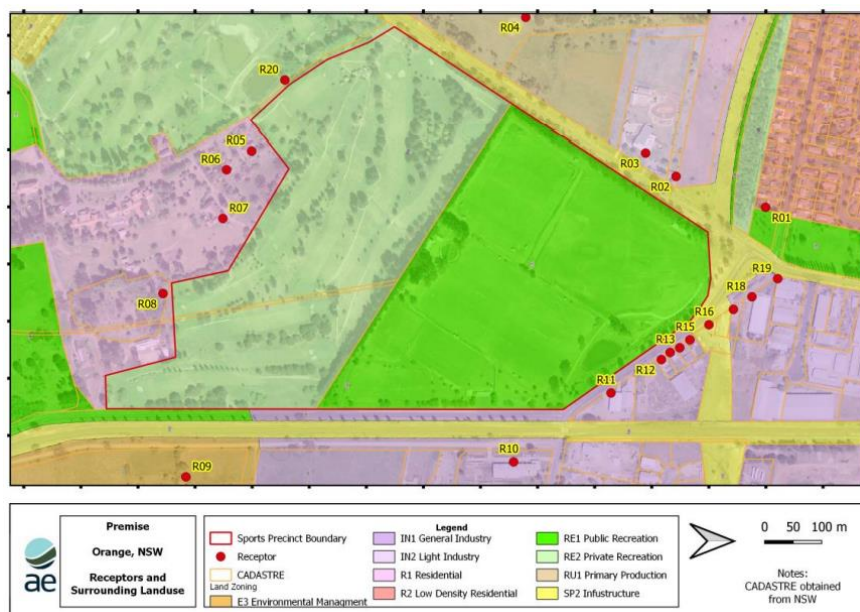 R04
R20
R05
R06
R03
R02
R07
R01
R19
R08
R18
R16
R15
R13
R12
R11
R10
R09
ae
Premise
Orange, NSW
Receptors and
Surrounding Landuse
Legend
Sports Precinct Boundary
Receptor
CADASTRE
Land Zoning
E3 Environmental Managment
IN1 General Industry
IN2 Light Industry
R1 Residential
R2 Low Density Residential
RE1 Public Recreation
RE2 Private Recreation
RU1 Primary Production
SP2 Infustructure
0 50 100 m
Notes:
CADASTRE obtained
from NSW